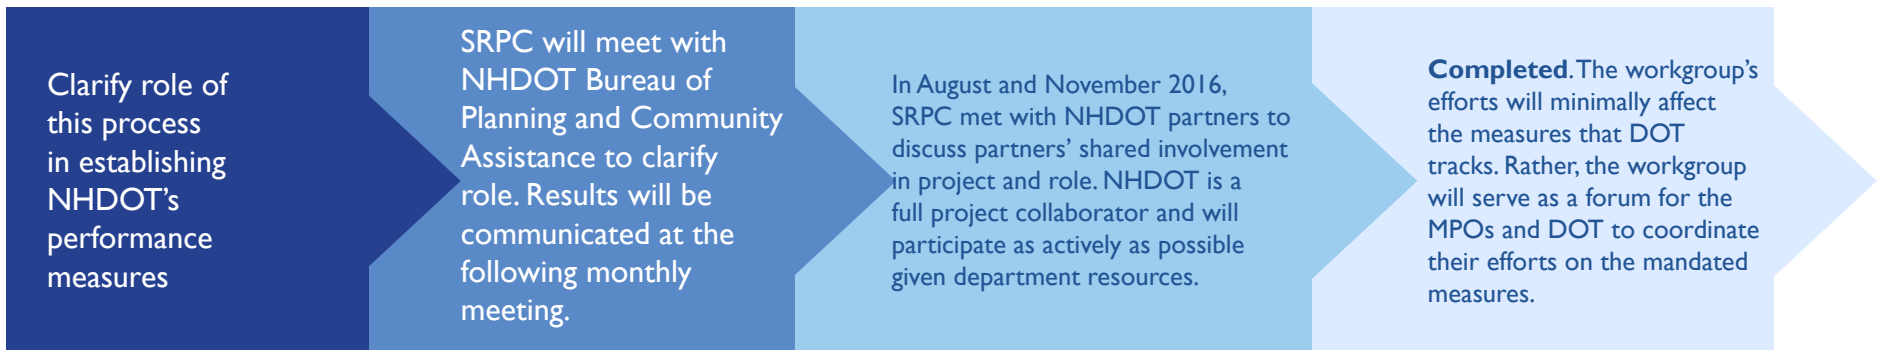 Clarify role of
this process
in establishing
NHDOT's
performance
measures
SRPC will meet with
NHDOT Bureau of
Planning and Community
Assistance to clarify
role. Results will be
communicated at the
following monthly
meeting.
In August and November 2016,
SRPC met with NHDOT partners to
discuss partners' shared involvement
in project and role. NHDOT is a
full project collaborator and will
participate as actively as possible
given department resources.
Completed. The workgroup's
efforts will minimally affect
the measures that DOT
tracks. Rather, the workgroup
will serve as a forum for the
MPOs and DOT to coordinate
their efforts on the mandated
measures.